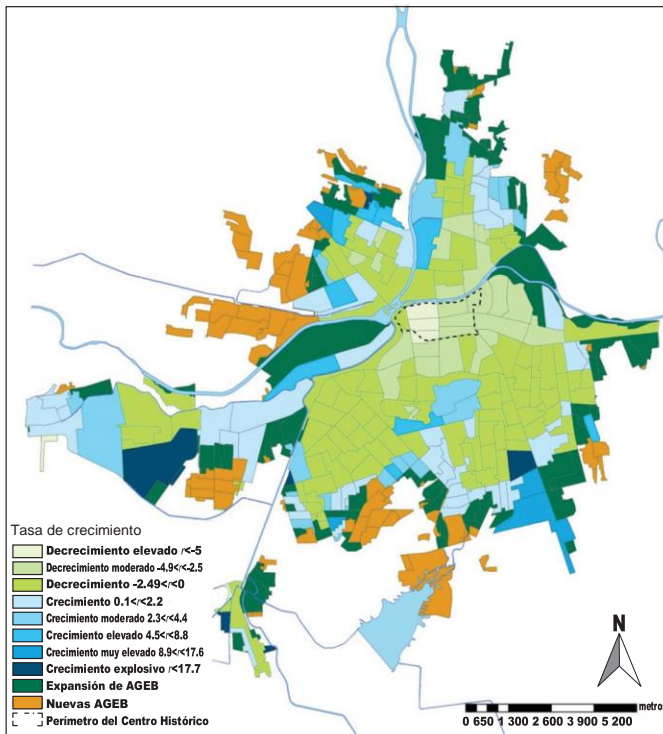 Tasa de crecimiento
Decrecimiento elevado r<-5
Decrecimiento moderado -4.9<r<-2.5
Decrecimiento -2.49<r<0
Crecimiento 0.1<r<2.2
Crecimiento moderado 2.3<r<4.4
Crecimiento elevado 4.5<r<8.8
Crecimiento muy elevado 8.9<r<17.6
Crecimiento explosivo r<17.7
Expansión de AGEB
Nuevas AGEB
Perímetro del Centro Histórico
N
metros
0 650 1 300 2 600 3 900 5 200